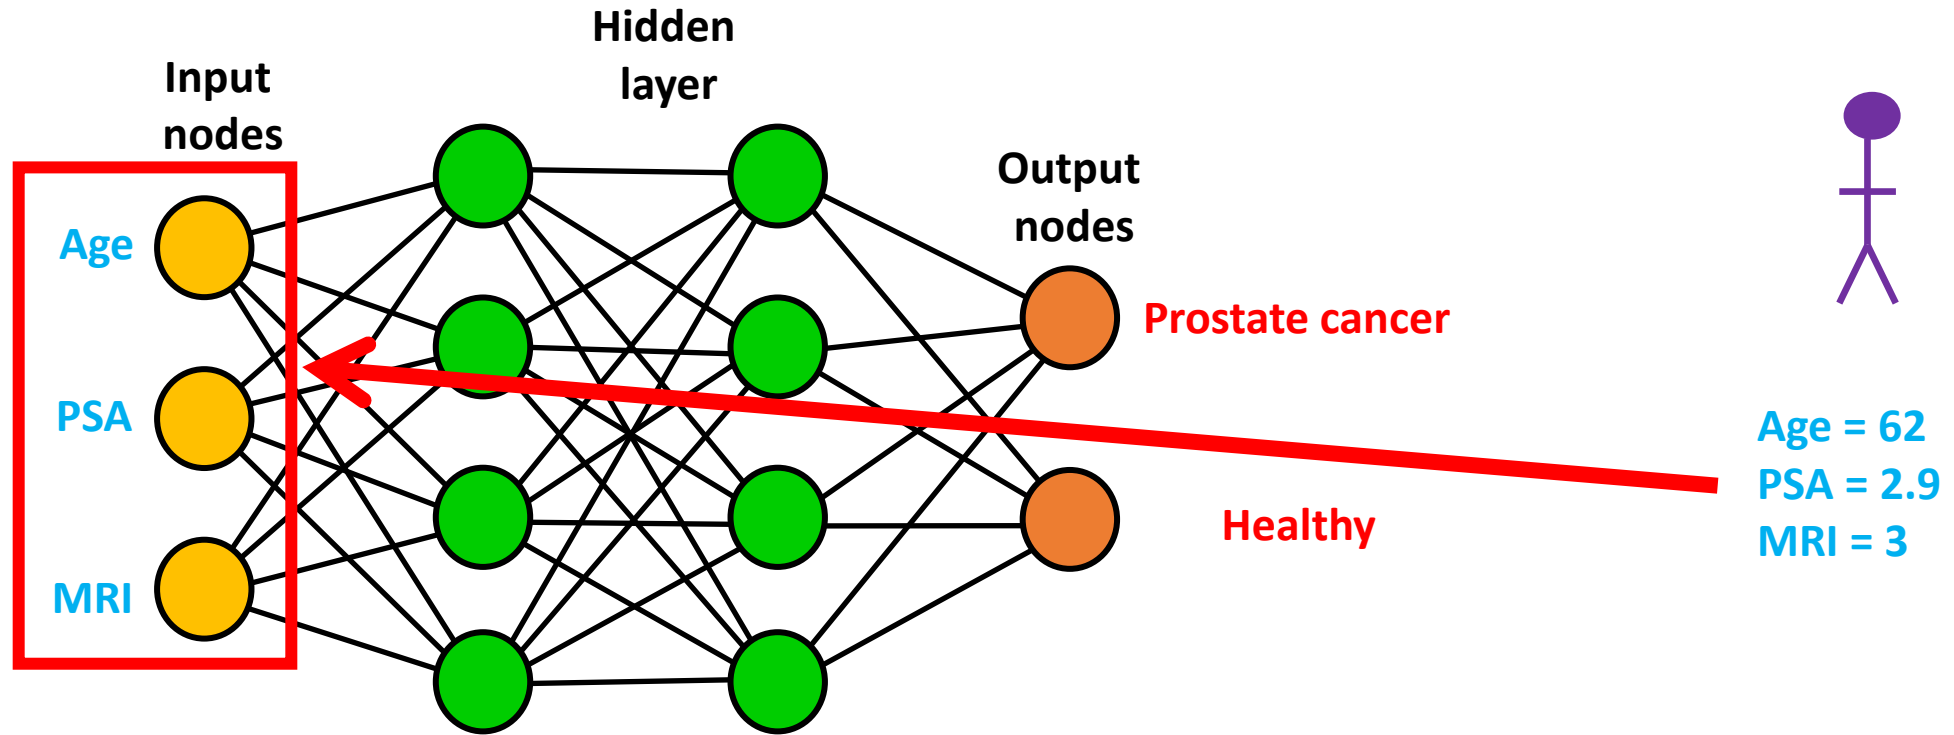 Hidden
layer
Input
nodes
Output
nodes
Age
PSA
MRI
Prostate cancer
Healthy
Age = 62
PSA = 2.9
MRI = 3